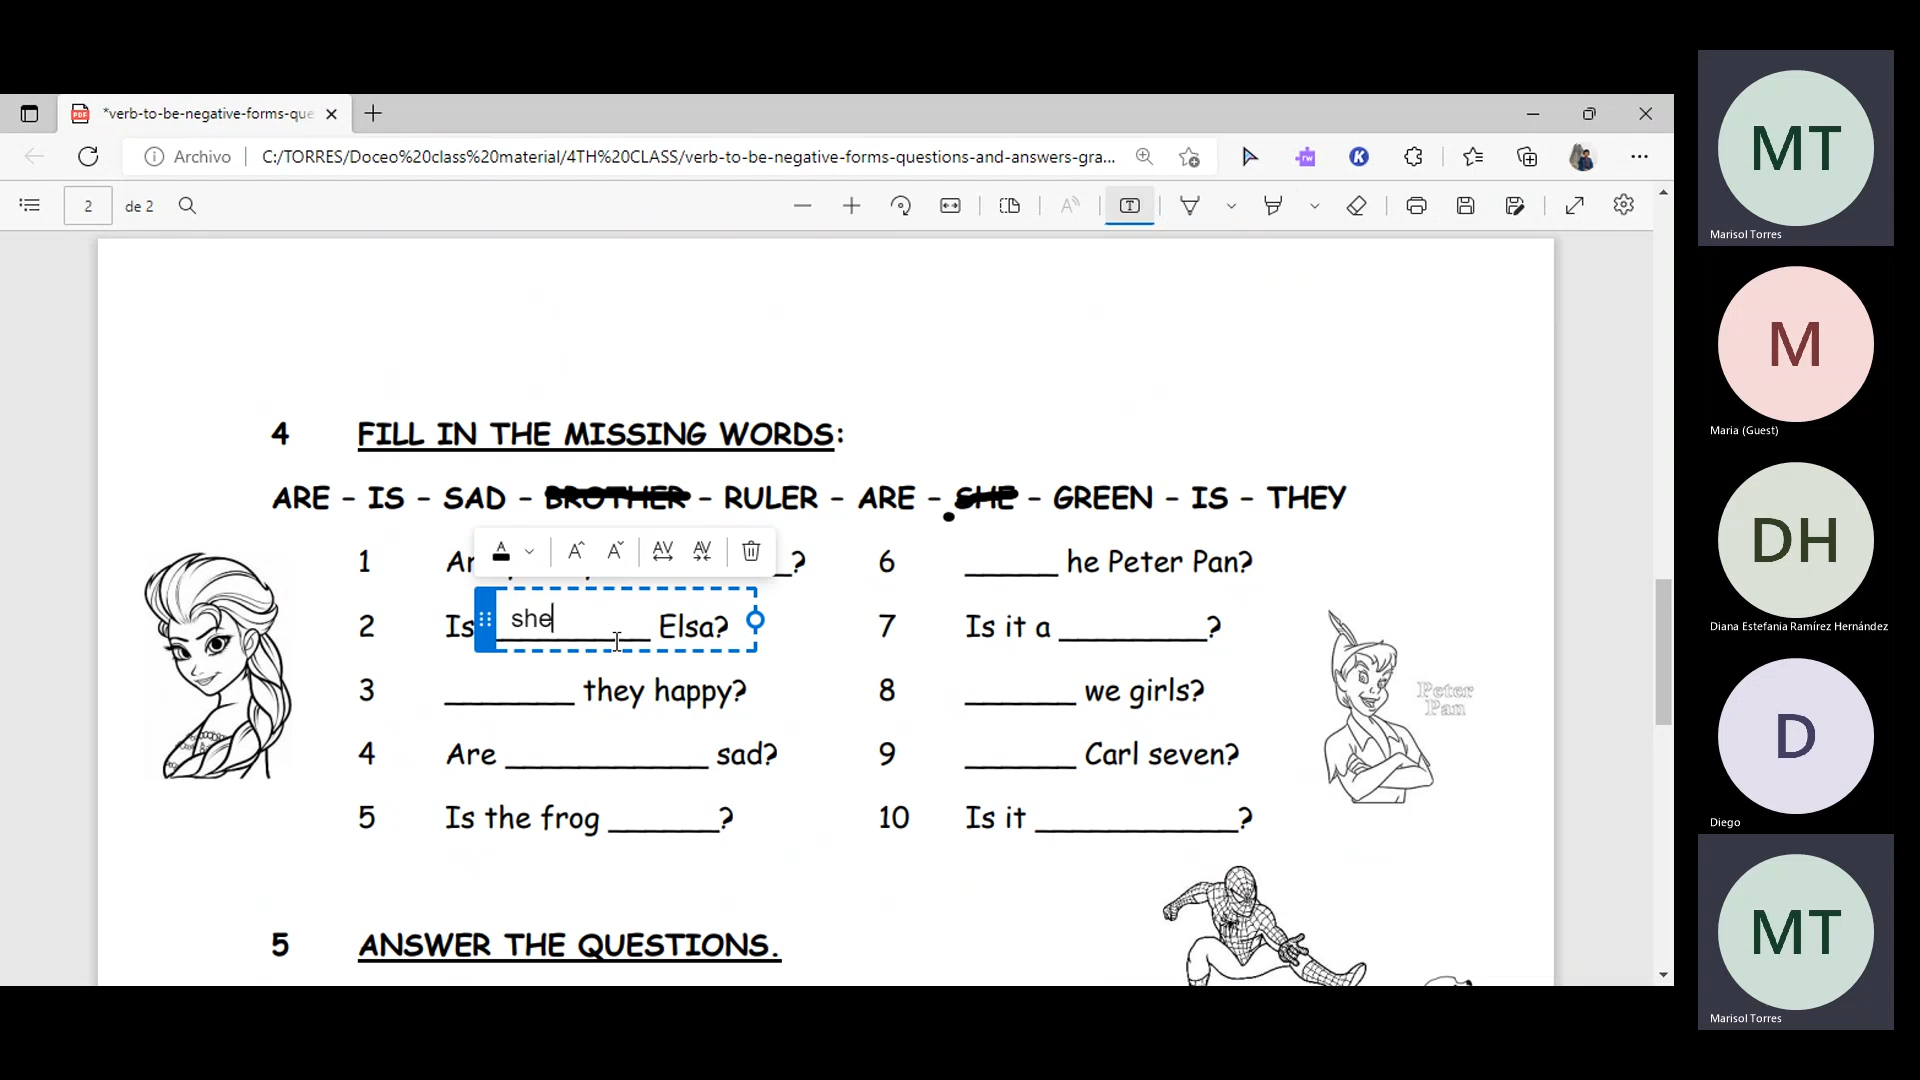 *verb-to-be-negative-forms-que
Archivo
C:/TORRES/Doceo%20class%20material/4TH%20CLASS/verb-to-be-negative-forms-questions-and-answers-gra...
2 de 2
4 FILL IN THE MISSING WORDS:
ARE - IS - SAD - BROTHER - RULER - ARE - SHE - GREEN - IS - THEY
1 ?
2 Is she Elsa?
3 ________ they happy?
4 Are ____________ sad?
5 Is the frog _______?
6 ______ he Peter Pan?
7 Is it a _________?
8 _______ we girls?
9 _______ Carl seven?
10 Is it ____________?
Peter
Pan
5 ANSWER THE QUESTIONS.
MT
Marisol Torres
M
Maria (Guest)
DH
Diana Estefania Ramírez Hernández
D
Diego
MT
Marisol Torres